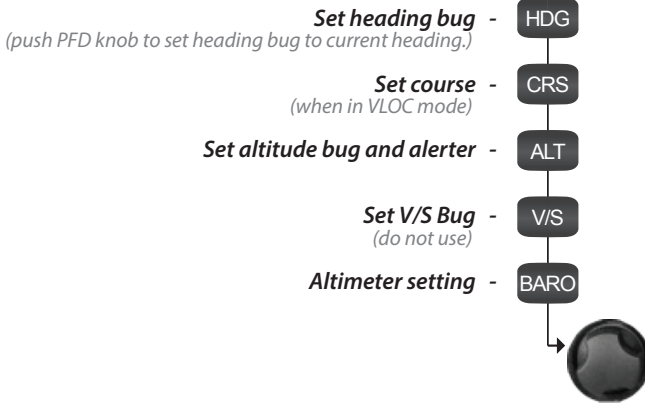 Set heading bug - HDG
(push PFD knob to set heading bug to current heading.)
Set course - CRS
(when in VLOC mode)
Set altitude bug and alerter - ALT
Set V/S Bug - V/S
(do not use)
Altimeter setting - BARO